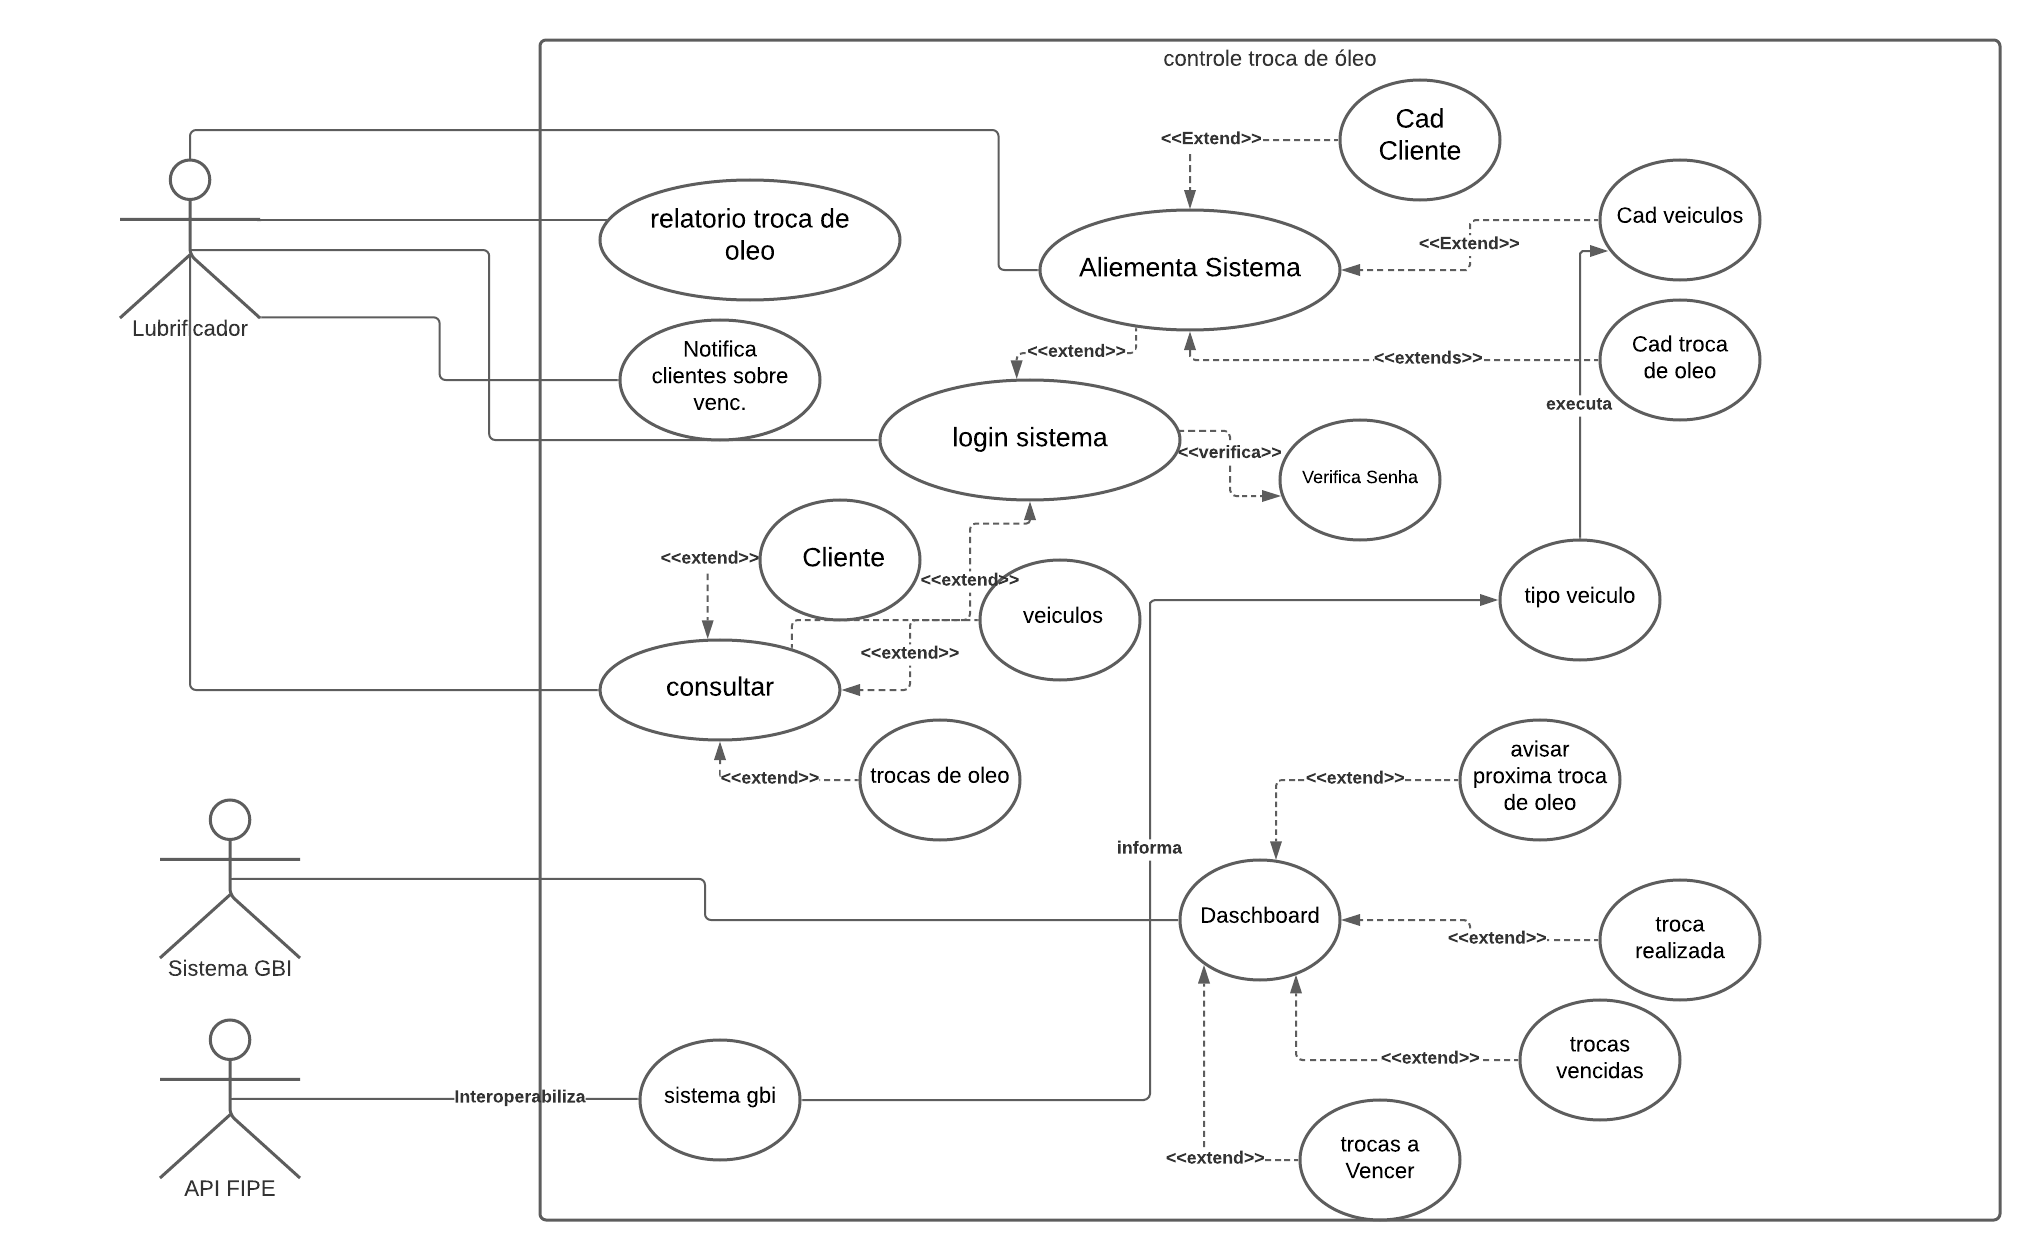 controle troca de óleo
Cad
Cliente
<<Extend>>
relatorio troca de
oleo
Cad veiculos
<<Extend>>
Aliementa Sistema
Lubrificador
Notifica
clientes sobre
venc.
<<extend>>
<<extends>>
Cad troca
de oleo
executa
login sistema
<<verifica>>
Verifica Senha
<<extend>>
Cliente
<<extend>>
veiculos
tipo veiculo
<<extend>>
consultar
<<extend>>
trocas de oleo
<<extend>>
avisar
proxima troca
de oleo
informa
Daschboard
<<extend>>
troca
realizada
Sistema GBI
<<extend>>
trocas
vencidas
Interoperabiliza
sistema gbi
<<extend>>
trocas a
Vencer
API FIPE